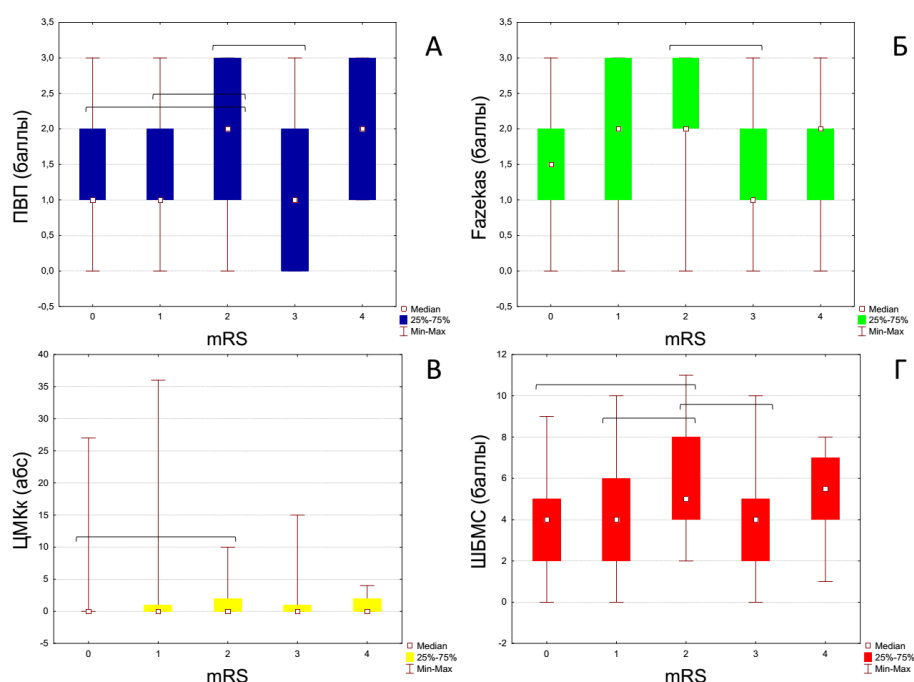 А
ПВП (баллы)
3,5
3,0
2,5
2,0
1,5
1,0
0,5
0,0
-0,5
0 1 2 3 4
mRS
Median
25%-75%
Min-Max
Б
Fazekas (баллы)
3,5
3,0
2,5
2,0
1,5
1,0
0,5
0,0
-0,5
0 1 2 3 4
mRS
Median
25%-75%
Min-Max
В
ЦМКк (абс)
40
35
30
25
20
15
10
5
0
-5
0 1 2 3 4
mRS
Median
25%-75%
Min-Max
Г
ШБМС (баллы)
12
10
8
6
4
2
0
-2
0 1 2 3 4
mRS
Median
25%-75%
Min-Max